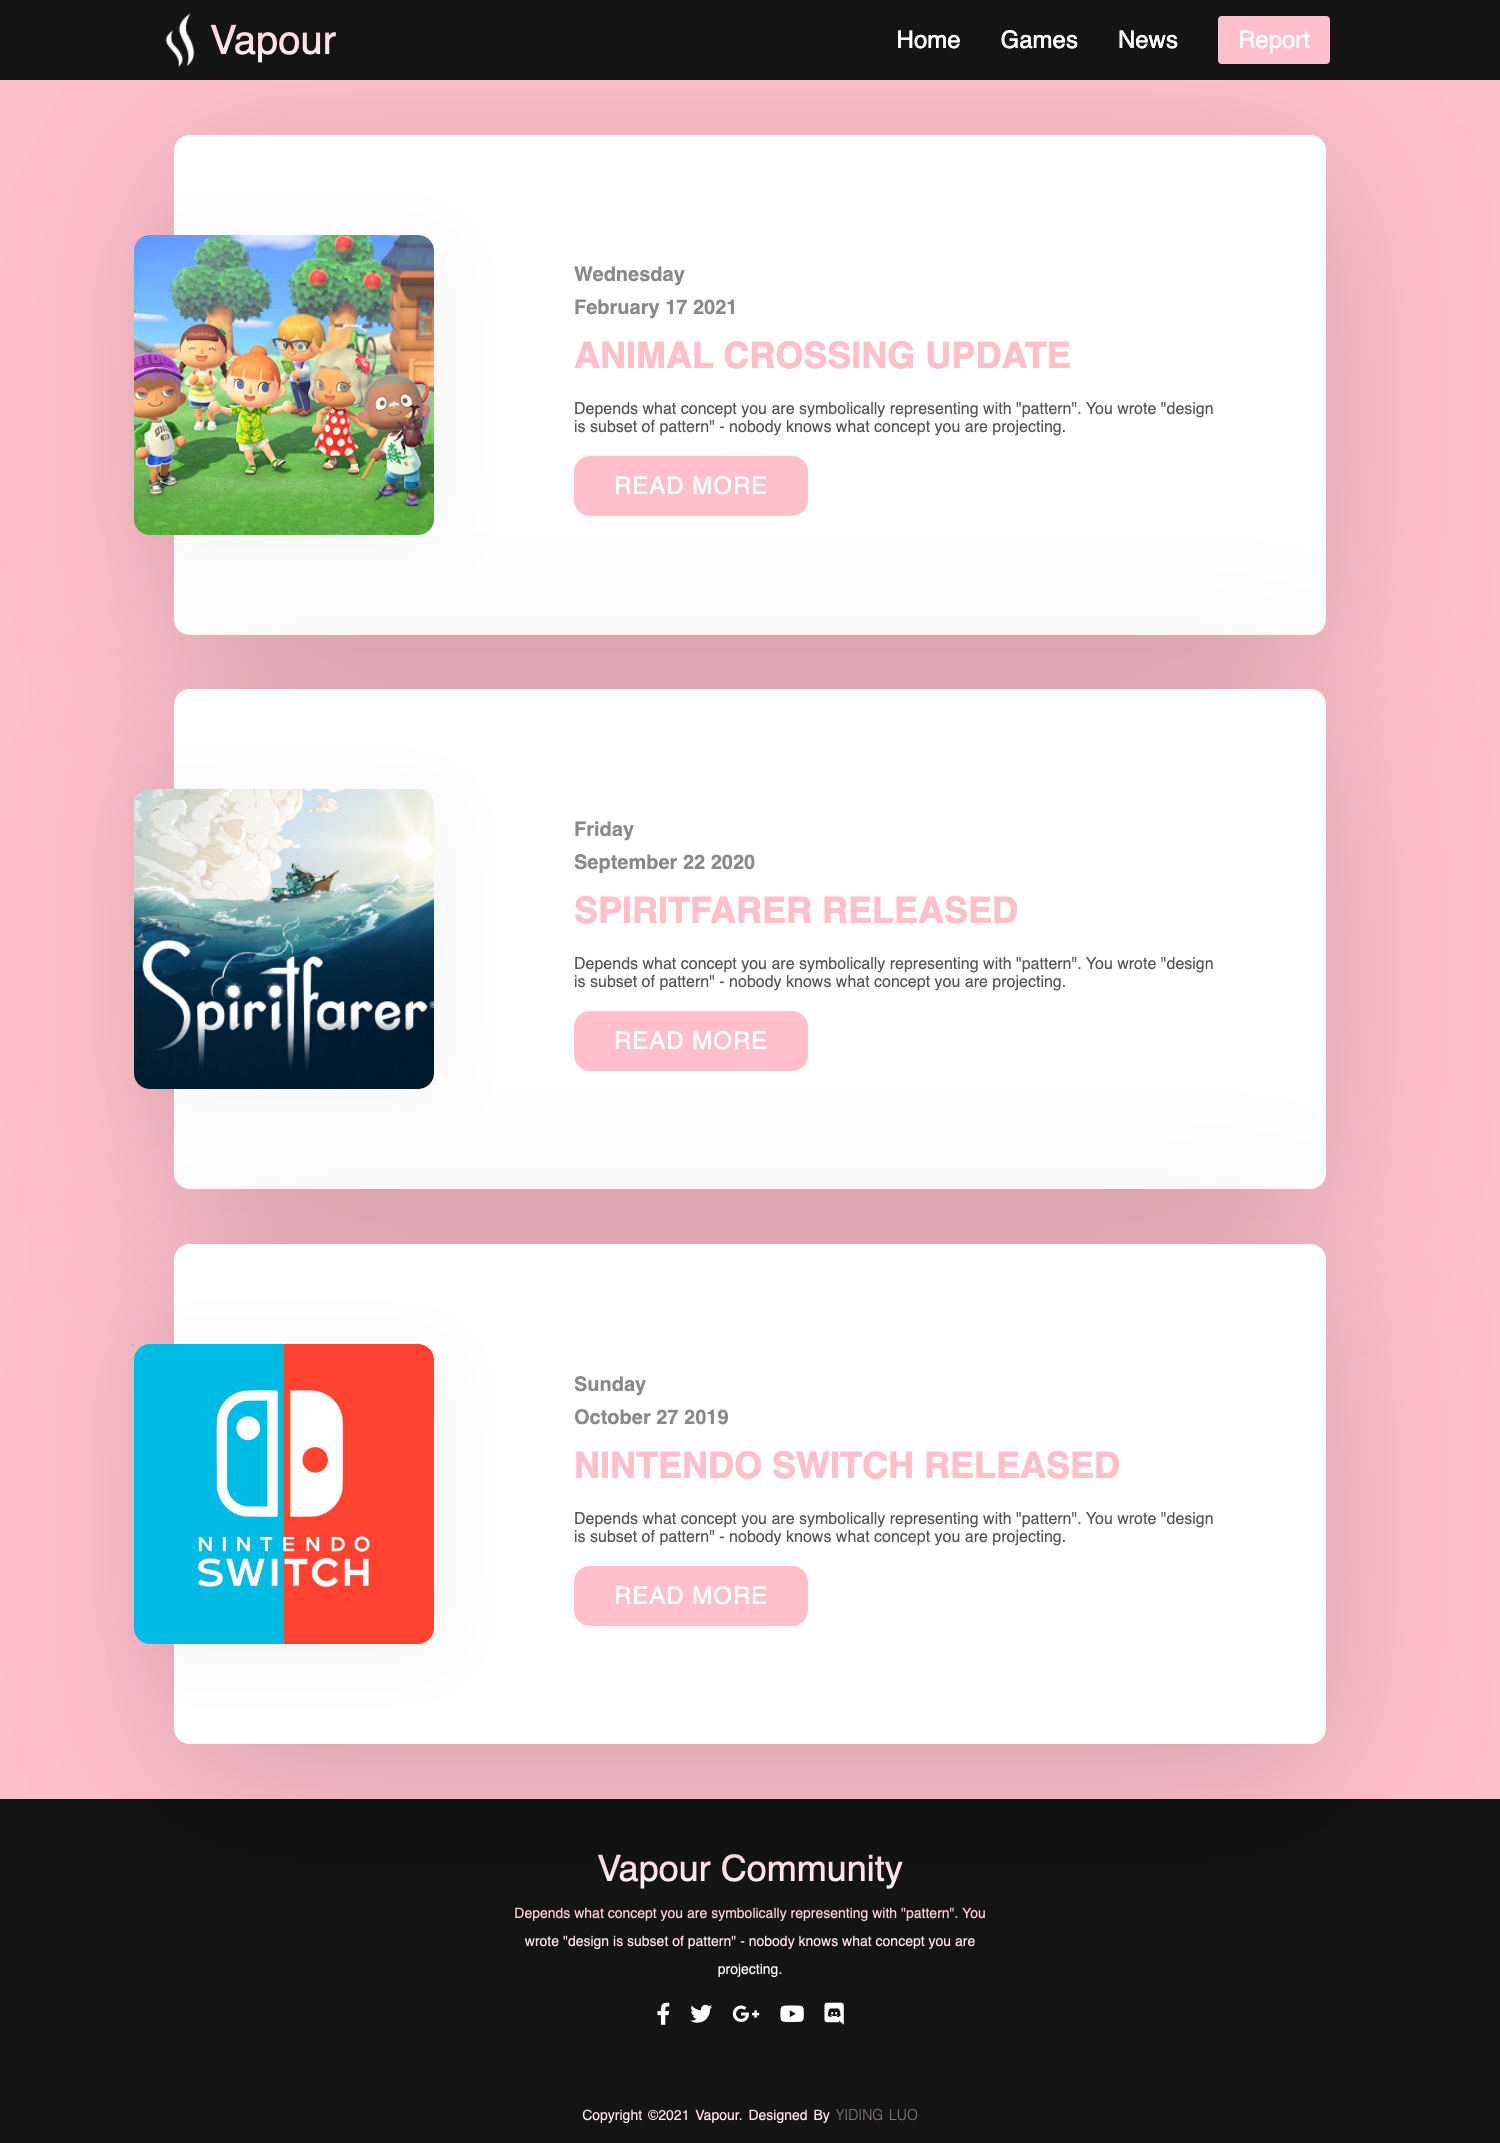 Vapour
Home Games News Report
Wednesday
February 17 2021
ANIMAL CROSSING UPDATE
Depends what concept you are symbolically representing with "pattern". You wrote "design
is subset of pattern" - nobody knows what concept you are projecting.
READ MORE
Spiritfarer
Friday
September 22 2020
SPIRITFARER RELEASED
Depends what concept you are symbolically representing with "pattern". You wrote "design
is subset of pattern" - nobody knows what concept you are projecting.
READ MORE
NINTENDO
SWITCH
Sunday
October 27 2019
NINTENDO SWITCH RELEASED
Depends what concept you are symbolically representing with "pattern". You wrote "design
is subset of pattern" - nobody knows what concept you are projecting.
READ MORE
Vapour Community
Depends what concept you are symbolically representing with "pattern". You
wrote "design is subset of pattern" - nobody knows what concept you are
projecting.
Copyright ©2021 Vapour. Designed By YIDING LUO